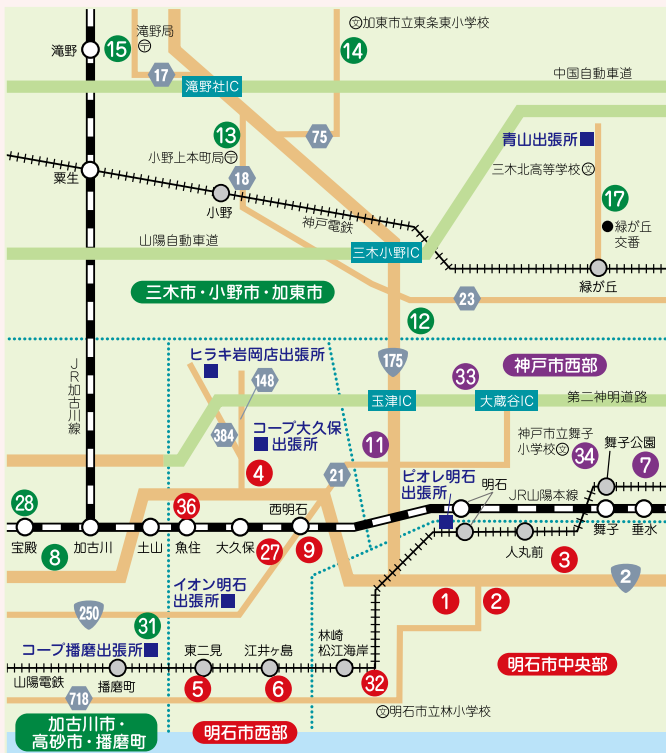 滝野
15
滝野局
17
滝野社IC
加東市立東条東小学校
14
75
中国自動車道
13
小野上本町局
18
青山出張所
三木北高等学校
17
緑が丘
交番
緑が丘
粟生
小野
神戸電鉄
山陽自動車道
三木小野IC
三木市・小野市・加東市
23
12
JR加古川線
ヒラキ岩岡店出張所
148
384
コープ大久保
出張所
4
175
玉津IC
33
神戸市西部
大蔵谷IC
第二神明道路
11
21
神戸市立舞子
小学校
34
舞子公園
7
ピオレ明石
出張所
明石
JR山陽本線
28
宝殿
8
加古川
土山
36
魚住
大久保
27
西明石
9
人丸前
3
舞子
垂水
2
イオン明石
出張所
250
31
コープ播磨出張所
山陽電鉄
播磨町
718
東二見
5
江井ヶ島
6
林崎
松江海岸
32
1
2
明石市中央部
明石市立林小学校
加古川市・
高砂市・播磨町
明石市西部